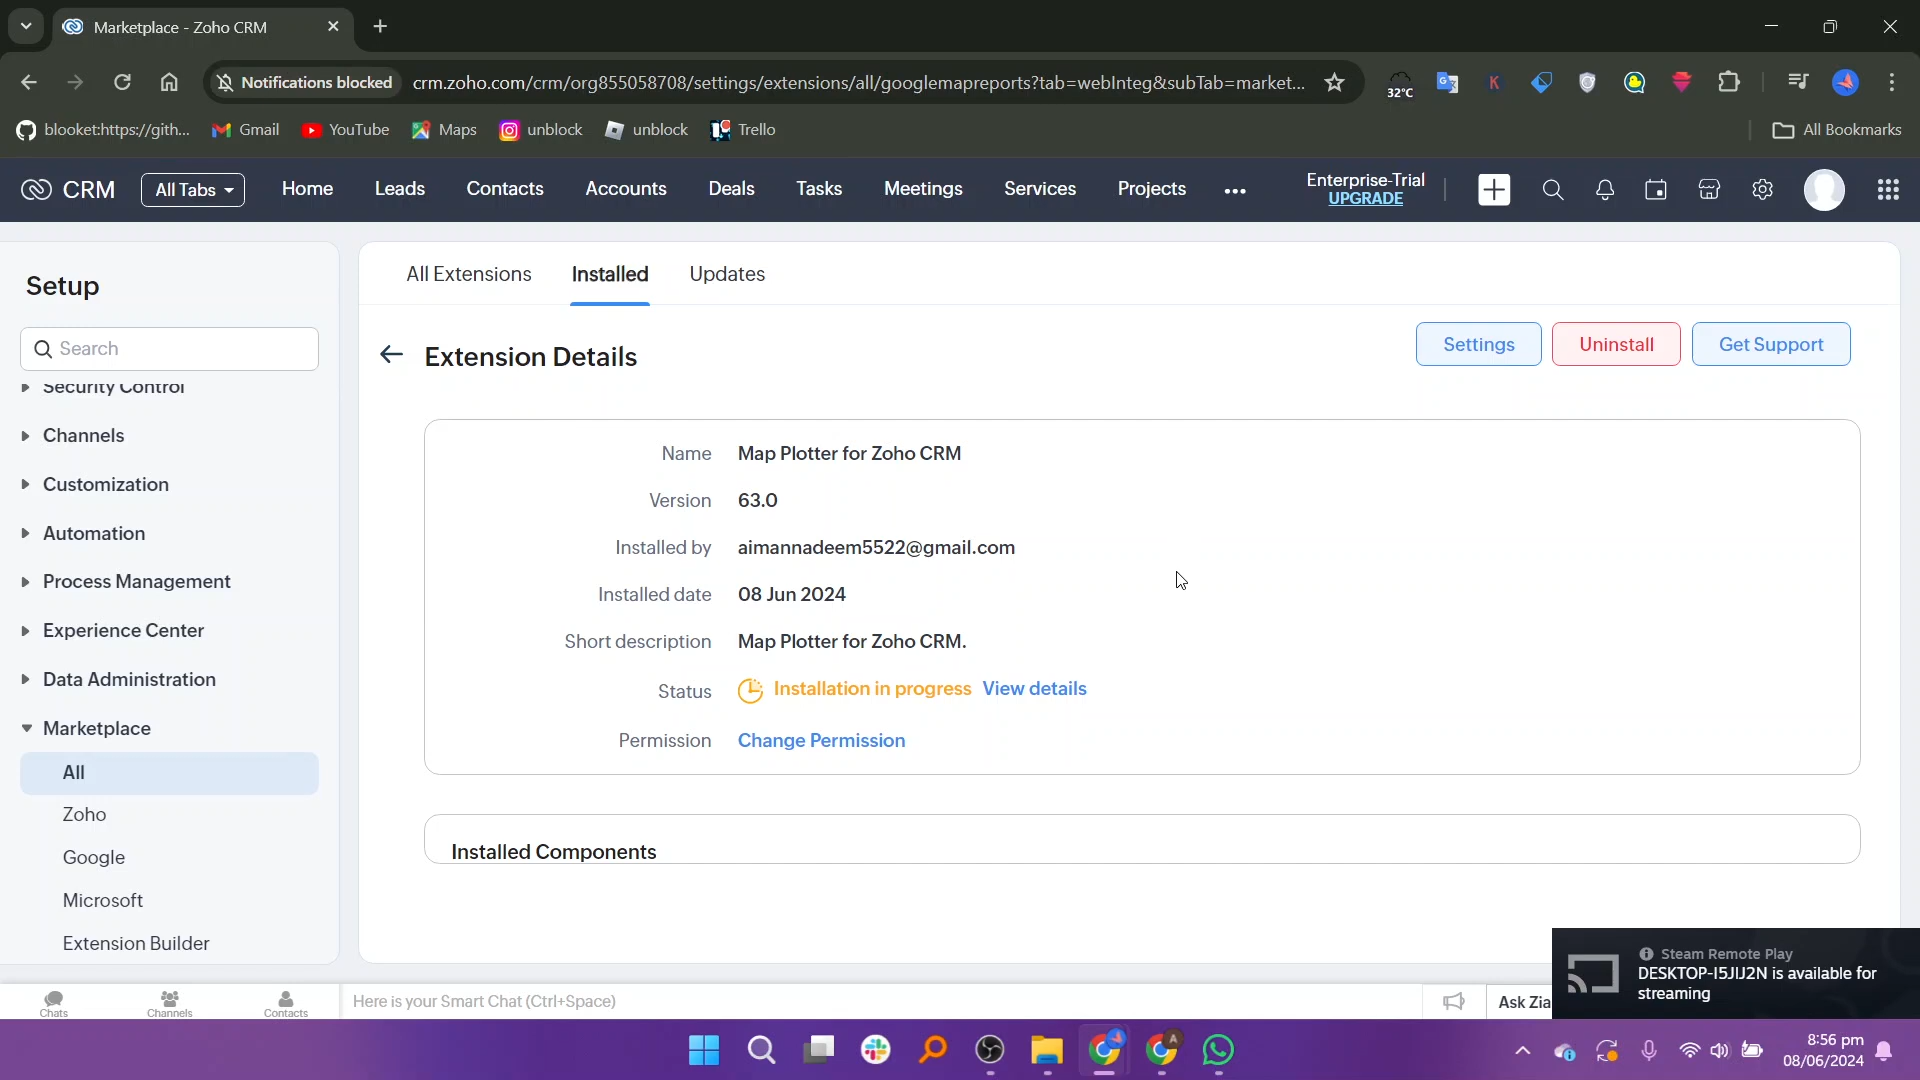 Marketplace - Zoho CRM
Notifications blocked
crm.zoho.com/crm/org855058708/settings/extensions/all/googlemapreports?tab=webInteg&subTab=market...
32°C
K
blooket:https://gith...
Gmail
YouTube
Maps
unblock
unblock
Trello
All Bookmarks
CRM
All Tabs
Home
Leads
Contacts
Accounts
Deals
Tasks
Meetings
Services
Projects
Enterprise-Trial
UPGRADE
Setup
Search
Security Control
Channels
Customization
Automation
Process Management
Experience Center
Data Administration
Marketplace
All
Zoho
Google
Microsoft
Extension Builder
All Extensions
Installed
Updates
Extension Details
Settings
Uninstall
Get Support
Name Map Plotter for Zoho CRM
Version 63.0
Installed by aimannadeem5522@gmail.com
Installed date 08 Jun 2024
Short description Map Plotter for Zoho CRM.
Status Installation in progress View details
Permission Change Permission
Installed Components
Chats
Channels
Contacts
Here is your Smart Chat (Ctrl+Space)
Ask Zia
Steam Remote Play
DESKTOP-I5JIJ2N is available for
streaming
A
8:56 pm
08/06/2024